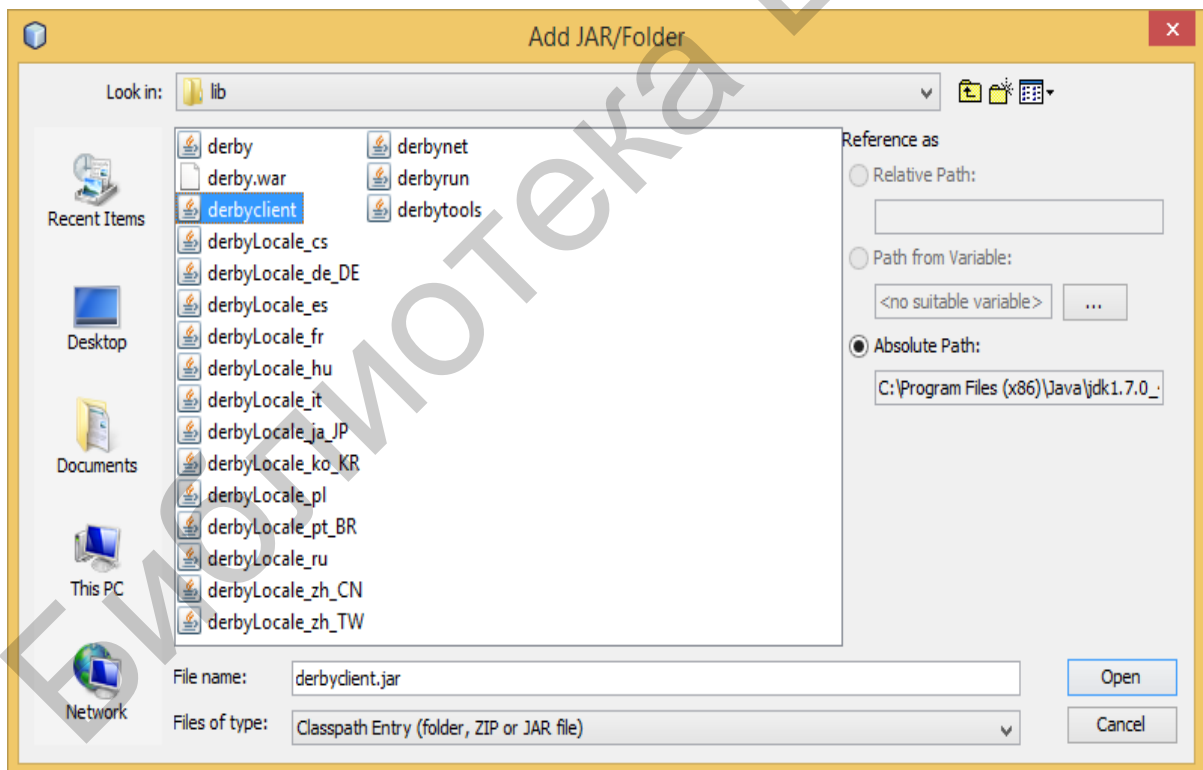 Add JAR/Folder
x
Look in:
lib
Recent Items
Desktop
Documents
This PC
Network
derby
derby.war
derbyclient
derbyLocale_cs
derbyLocale_de_DE
derbyLocale_es
derbyLocale_fr
derbyLocale_hu
derbyLocale_it
derbyLocale_ja_JP
derbyLocale_ko_KR
derbyLocale_pl
derbyLocale_pt_BR
derbyLocale_ru
derbyLocale_zh_CN
derbyLocale_zh_TW
derbynet
derbyrun
derbytools
Reference as
Relative Path:
Path from Variable:
<no suitable variable>
...
Absolute Path:
C:\Program Files (x86)\Java\jdk1.7.0_
File name:
derbyclient.jar
Open
Files of type:
Classpath Entry (folder, ZIP or JAR file)
Cancel
Библиотека